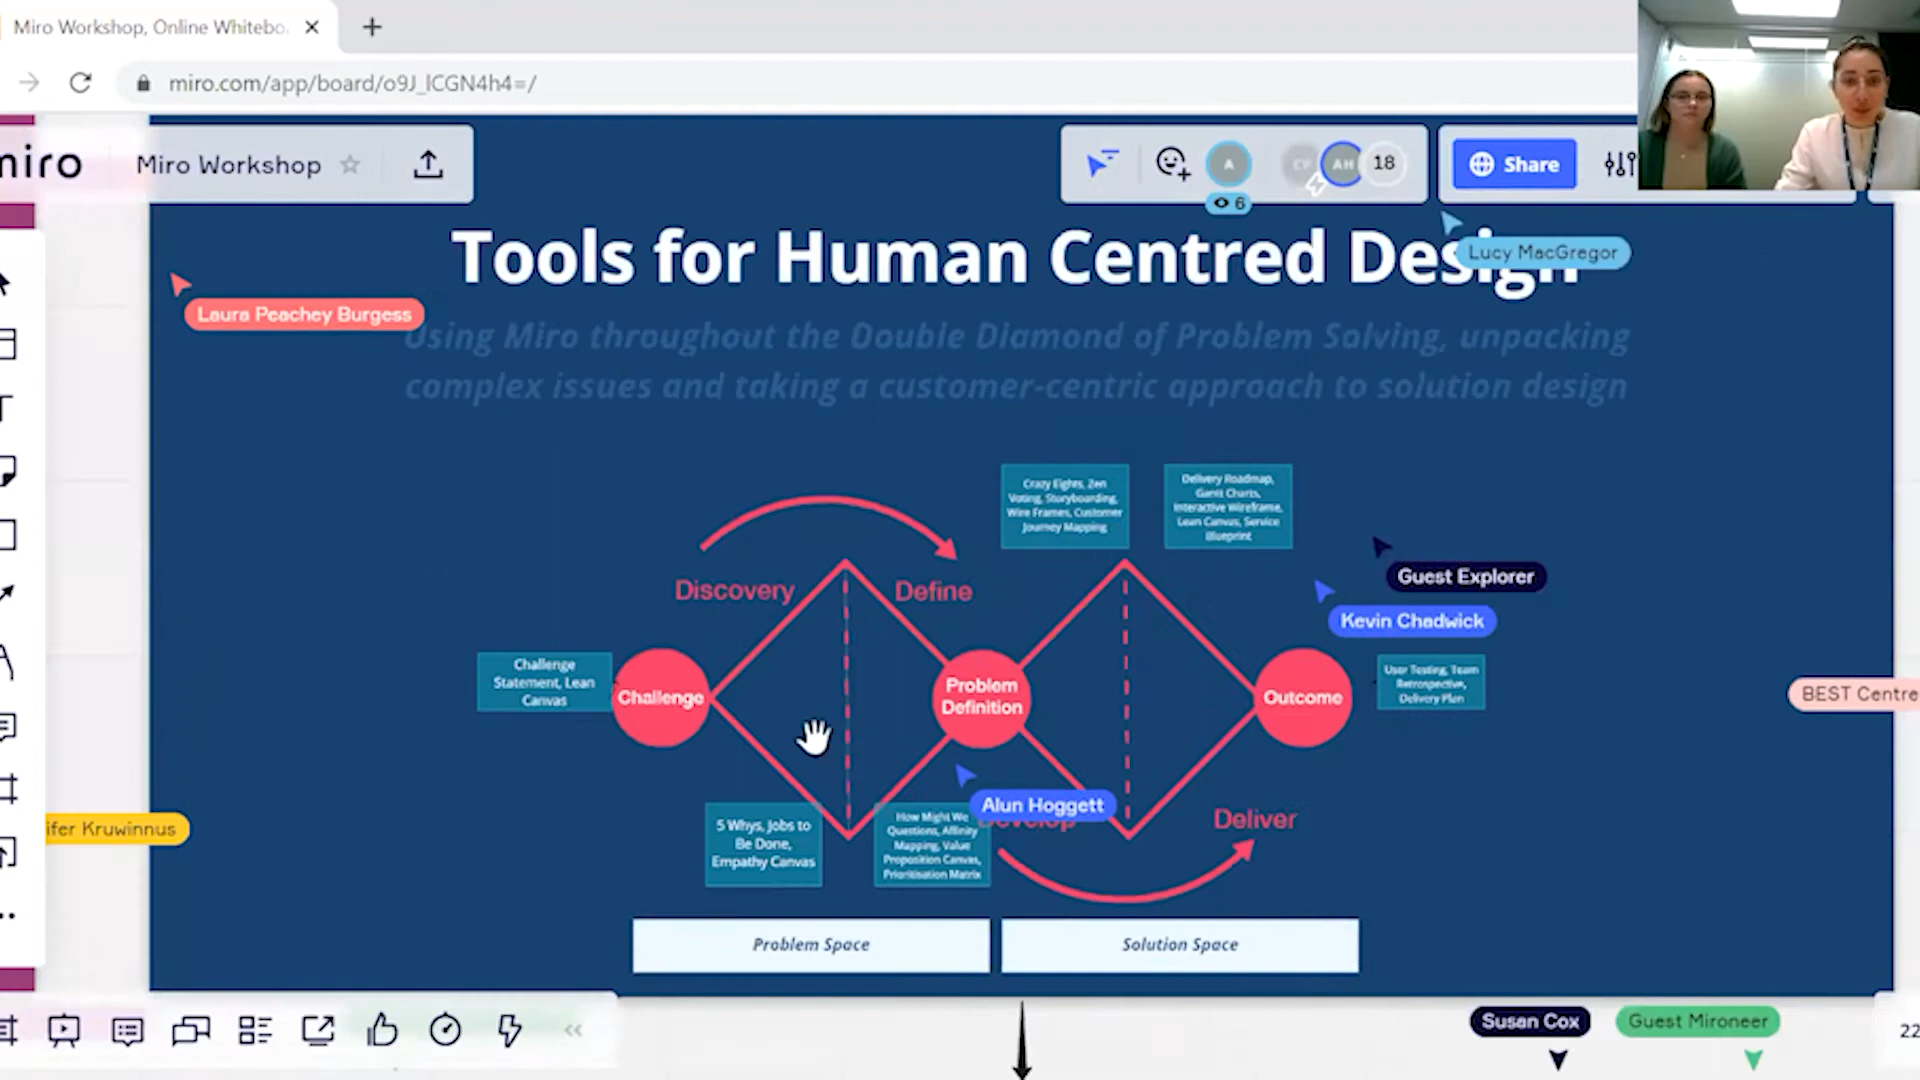 Miro Workshop, Online Whitebo
miro.com/app/board/o9J_lCGN4h4=/
miro
Miro Workshop
A
CP
AH
18
Share
6
Tools for Human Centred Design
Lucy MacGregor
Laura Peachey Burgess
Using Miro throughout the Double Diamond of Problem Solving, unpacking
complex issues and taking a customer-centric approach to solution design
Crazy Eights, Zen
Voting, Storyboarding,
Wire Frames, Customer
Journey Mapping
Delivery Roadmap,
Gantt Charts,
Interactive Wireframe,
Lean Canvas, Service
Blueprint
Discovery
Define
Guest Explorer
Kevin Chadwick
Challenge
Statement, Lean
Canvas
Challenge
Problem
Definition
Outcome
User Testing, Team
Retrospective,
Delivery Plan
BEST Centre
Alun Hoggett
Develop
Deliver
ifer Kruwinnus
5 Whys, Jobs to
Be Done,
Empathy Canvas
How Might We
Questions, Affinity
Mapping, Value
Proposition Canvas,
Prioritisation Matrix
Problem Space
Solution Space
Susan Cox
Guest Mironeer
22